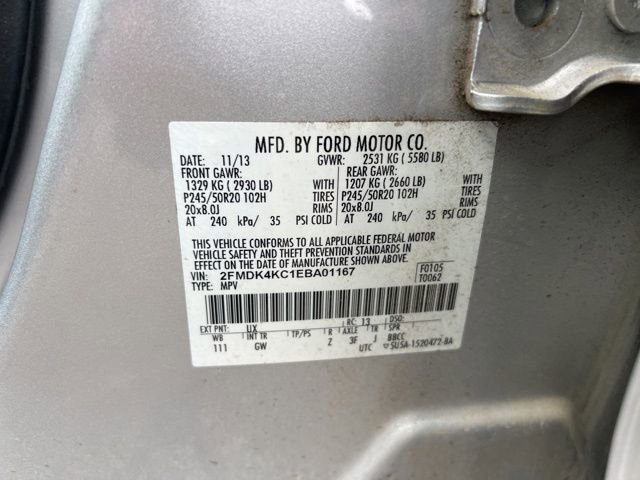 MFD. BY FORD MOTOR CO.
DATE: 11/13 GVWR: 2531 KG ( 5580 LB)
FRONT GAWR: REAR GAWR:
1329 KG ( 2930 LB) WITH 1207 KG ( 2660 LB) WITH
P245/50R20 102H TIRES P245/50R20 102H TIRES
20x8.0J RIMS 20x8.0J RIMS
AT 240 kPa/ 35 PSI COLD AT 240 kPa/ 35 PSI COLD
THIS VEHICLE CONFORMS TO ALL APPLICABLE FEDERAL MOTOR
VEHICLE SAFETY AND THEFT PREVENTION STANDARDS IN
EFFECT ON THE DATE OF MANUFACTURE SHOWN ABOVE.
VIN: 2FMDK4KC1EBA01167 F0105
TYPE: MPV T0062
EXT PNT: UX RC: 13 DSO:
WB INT TR TP/PS R AXLE TR SPR
111 GW Z 3F J BBCC
UTC 5U5A-1520472-BA